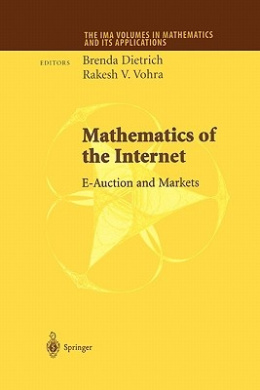 THE IMA VOLUMES IN MATHEMATICS
AND ITS APPLICATIONS
EDITORS
Brenda Dietrich
Rakesh V. Vohra
Mathematics of
the Internet
E-Auction and Markets
Springer